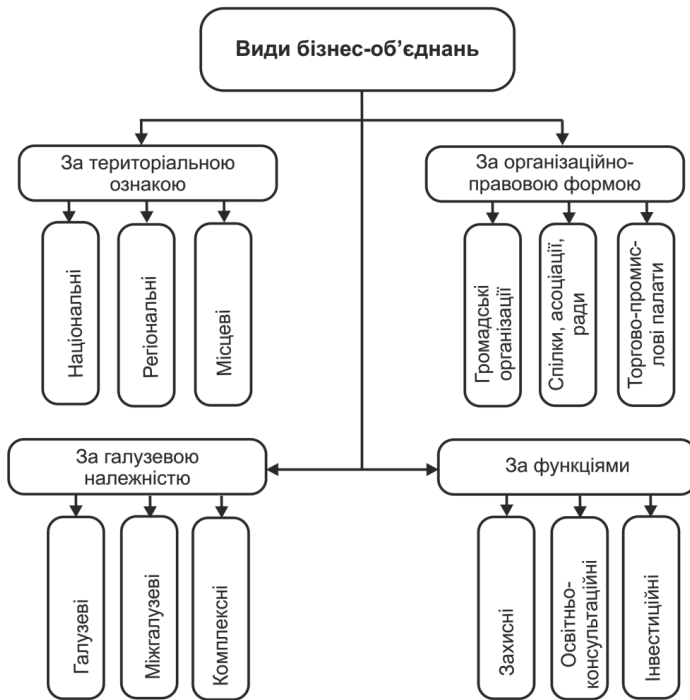 Види бізнес-об’єднань
За територіальною
ознакою
Національні
Регіональні
Місцеві
За організаційно-
правовою формою
Громадські
організації
Спілки, асоціації,
ради
Торгово-промис-
лові палати
За галузевою
належністю
Галузеві
Міжгалузеві
Комплексні
За функціями
Захисні
Освітньо-
консультаційні
Інвестиційні